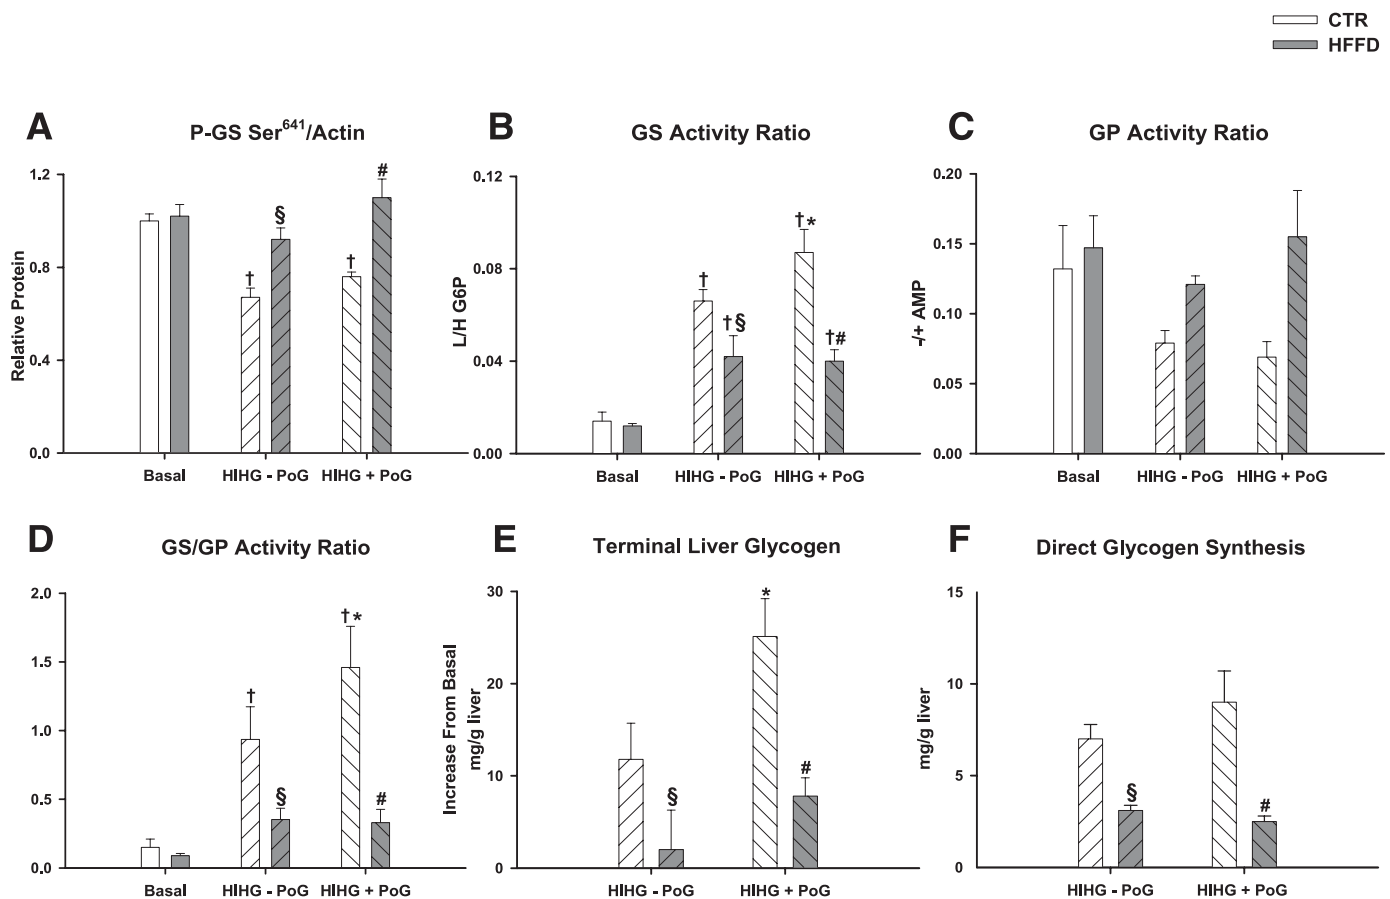 CTR
HFFD
A P-GS Ser641/Actin
Relative Protein
1.2
0.8
0.4
0.0
†
§
†
#
Basal HIHG - PoG HIHG + PoG
B GS Activity Ratio
L/H G6P
0.12
0.08
0.04
0.00
†
†§
†*
†#
Basal HIHG - PoG HIHG + PoG
C GP Activity Ratio
-/+ AMP
0.20
0.15
0.10
0.05
0.00
Basal HIHG - PoG HIHG + PoG
D GS/GP Activity Ratio
2.0
1.5
1.0
0.5
0.0
†
§
†*
#
Basal HIHG - PoG HIHG + PoG
E Terminal Liver Glycogen
Increase From Basal
mg/g liver
30
20
10
0
§
*
#
HIHG - PoG HIHG + PoG
F Direct Glycogen Synthesis
mg/g liver
15
10
5
0
§
#
HIHG - PoG HIHG + PoG